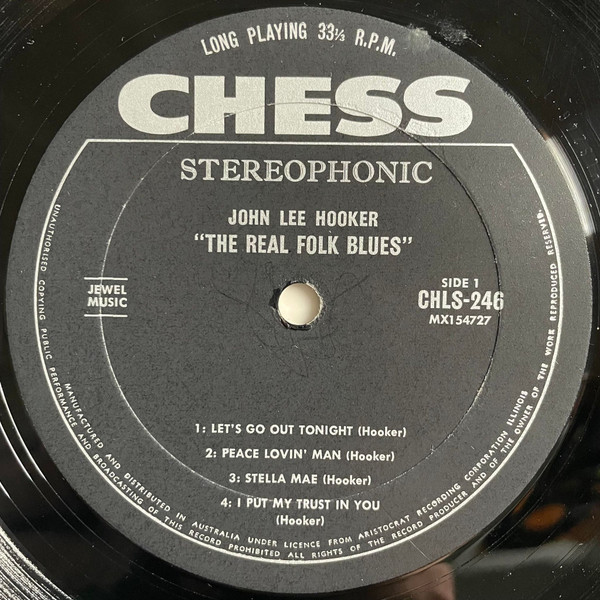 LONG PLAYING 33⅓ R.P.M.
CHESS
STEREOPHONIC
JOHN LEE HOOKER
"THE REAL FOLK BLUES"
JEWEL
MUSIC
SIDE 1
CHLS-246
MX154727
1: LET'S GO OUT TONIGHT (Hooker)
2: PEACE LOVIN' MAN (Hooker)
3: STELLA MAE (Hooker)
4: I PUT MY TRUST IN YOU
(Hooker)
MANUFACTURED AND DISTRIBUTED IN AUSTRALIA UNDER LICENCE FROM ARISTOCRAT RECORDING CORPORATION ILLINOIS
UNAUTHORISED COPYING PUBLIC PERFORMANCE AND BROADCASTING OF THIS RECORD PROHIBITED ALL RIGHTS OF THE RECORD PRODUCER AND OF THE OWNER OF THE WORK REPRODUCED RESERVED.